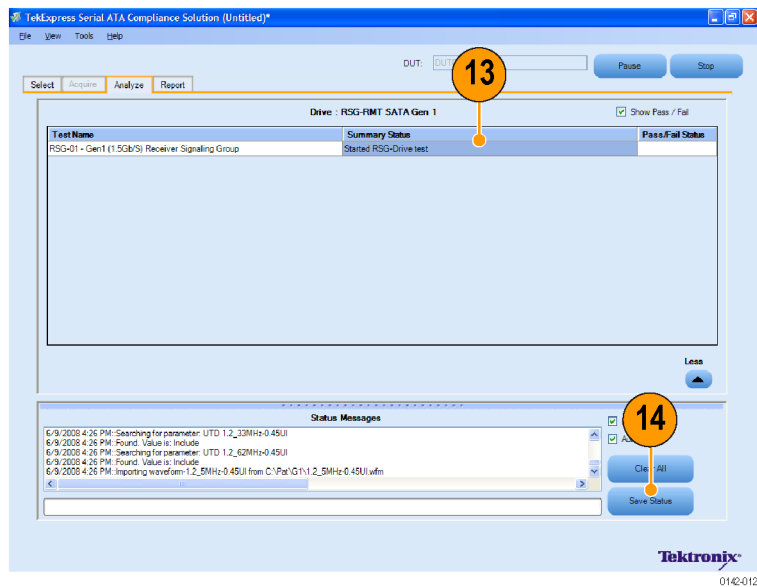 TekExpress Serial ATA Compliance Solution (Untitled)*
File View Tools Help
DUT:
13
Pause
Stop
Select Acquire Analyze Report
Drive : RSG-RMT SATA Gen 1
Show Pass / Fail
Test Name Summary Status Pass/Fail Status
RSG-01 - Gen1 (1.5Gb/S) Receiver Signaling Group Started RSG-Drive test
Less
Status Messages
14
6/9/2008 4:26 PM::Searching for parameter: UTD 1.2_33MHz-0.45UI
6/9/2008 4:26 PM::Found. Value is: Include
6/9/2008 4:26 PM::Searching for parameter: UTD 1.2_62MHz-0.45UI
6/9/2008 4:26 PM::Found. Value is: Include
6/9/2008 4:26 PM::Importing waveform-1.2_5MHz-0.45UI from C:\Pat\G1\1.2_5MHz-0.45UI.wfm
Clear All
Save Status
Tektronix
0142-012